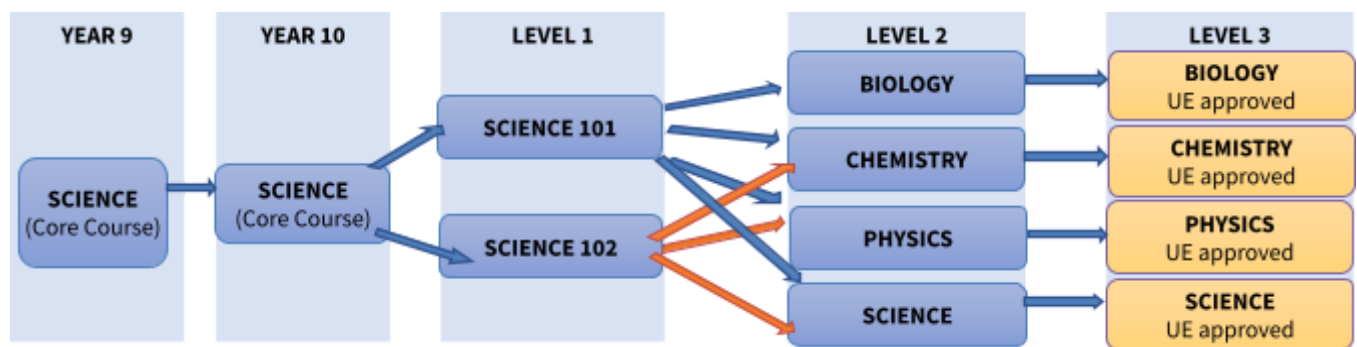 YEAR 9
YEAR 10
LEVEL 1
LEVEL 2
LEVEL 3
SCIENCE
(Core Course)
SCIENCE
(Core Course)
SCIENCE 101
SCIENCE 102
BIOLOGY
CHEMISTRY
PHYSICS
SCIENCE
BIOLOGY
UE approved
CHEMISTRY
UE approved
PHYSICS
UE approved
SCIENCE
UE approved